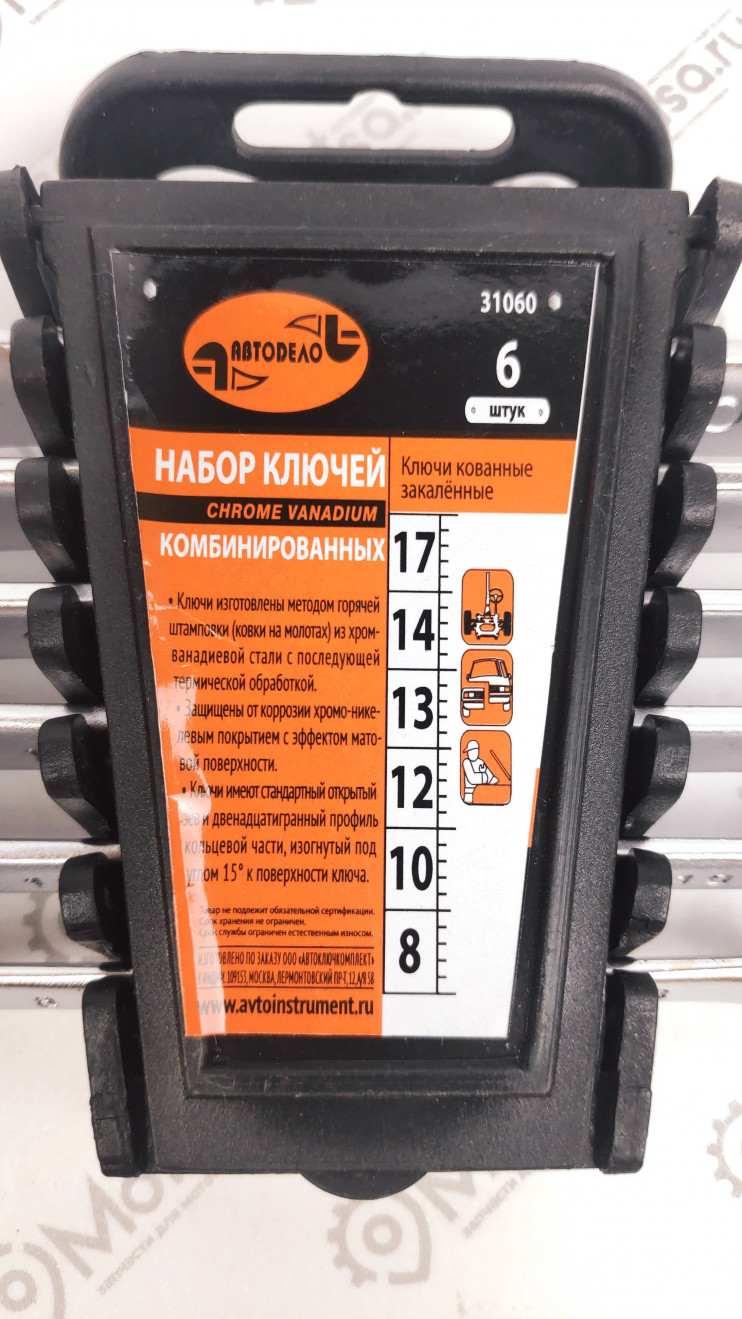 АВТОDЕЛО
31060
6
штук
НАБОР КЛЮЧЕЙ
CHROME VANADIUM
КОМБИНИРОВАННЫХ
Ключи кованные
закалённые
17
14
13
12
10
8
• Ключи изготовлены методом горячей
штамповки (ковки на молотах) из хром-
ванадиевой стали с последующей
термической обработкой.
• Защищены от коррозии хромо-нике-
левым покрытием с эффектом мато-
вой поверхности.
• Ключи имеют стандартный открытый
зев и двенадцатигранный профиль
кольцевой части, изогнутый под
углом 15° к поверхности ключа.
Товар не подлежит обязательной сертификации.
Срок хранения не ограничен.
Срок службы ограничен естественным износом.
ИЗГОТОВЛЕНО ПО ЗАКАЗУ ООО «АВТОКЛЮЧКОМПЛЕКТ»
109153, МОСКВА, ЛЕРМОНТОВСКИЙ ПР-Т, 12, А/Я 58
www.avtoinstrument.ru